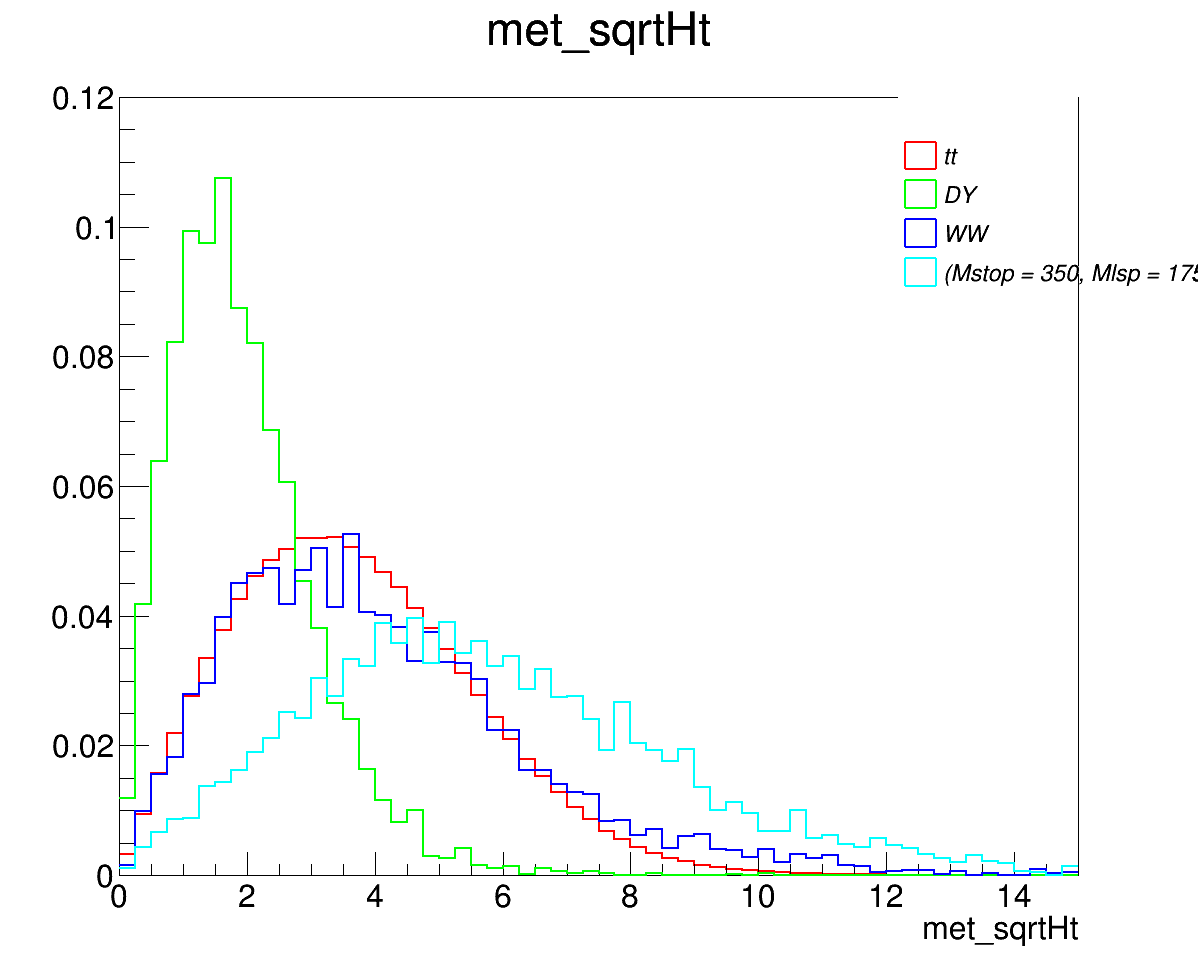 met_sqrtHt
0.12
0.1
0.08
0.06
0.04
0.02
0
tt
DY
WW
(Mstop = 350, Mlsp = 175
0 2 4 6 8 10 12 14
met_sqrtHt